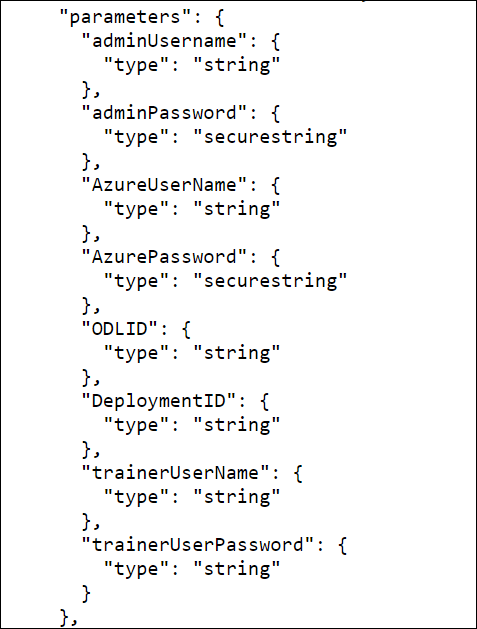 "parameters": {
"adminUsername": {
"type": "string"
},
"adminPassword": {
"type": "securestring"
},
"AzureUserName": {
"type": "string"
},
"AzurePassword": {
"type": "securestring"
},
"ODLID": {
"type": "string"
},
"DeploymentID": {
"type": "string"
},
"trainerUserName": {
"type": "string"
},
"trainerUserPassword": {
"type": "string"
}
},